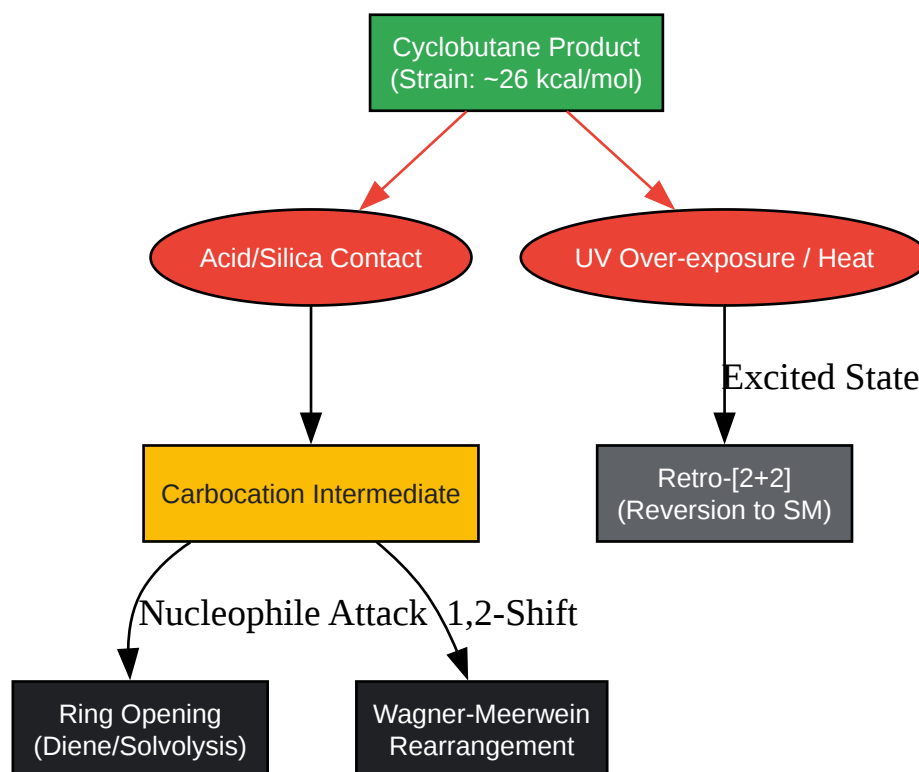 Cyclobutane Product
(Strain: ~26 kcal/mol)
Acid/Silica Contact
UV Over-exposure / Heat
Excited State
Carbocation Intermediate
Retro-[2+2]
(Reversion to SM)
Nucleophile Attack
1,2-Shift
Ring Opening
(Diene/Solvolysis)
Wagner-Meerwein
Rearrangement